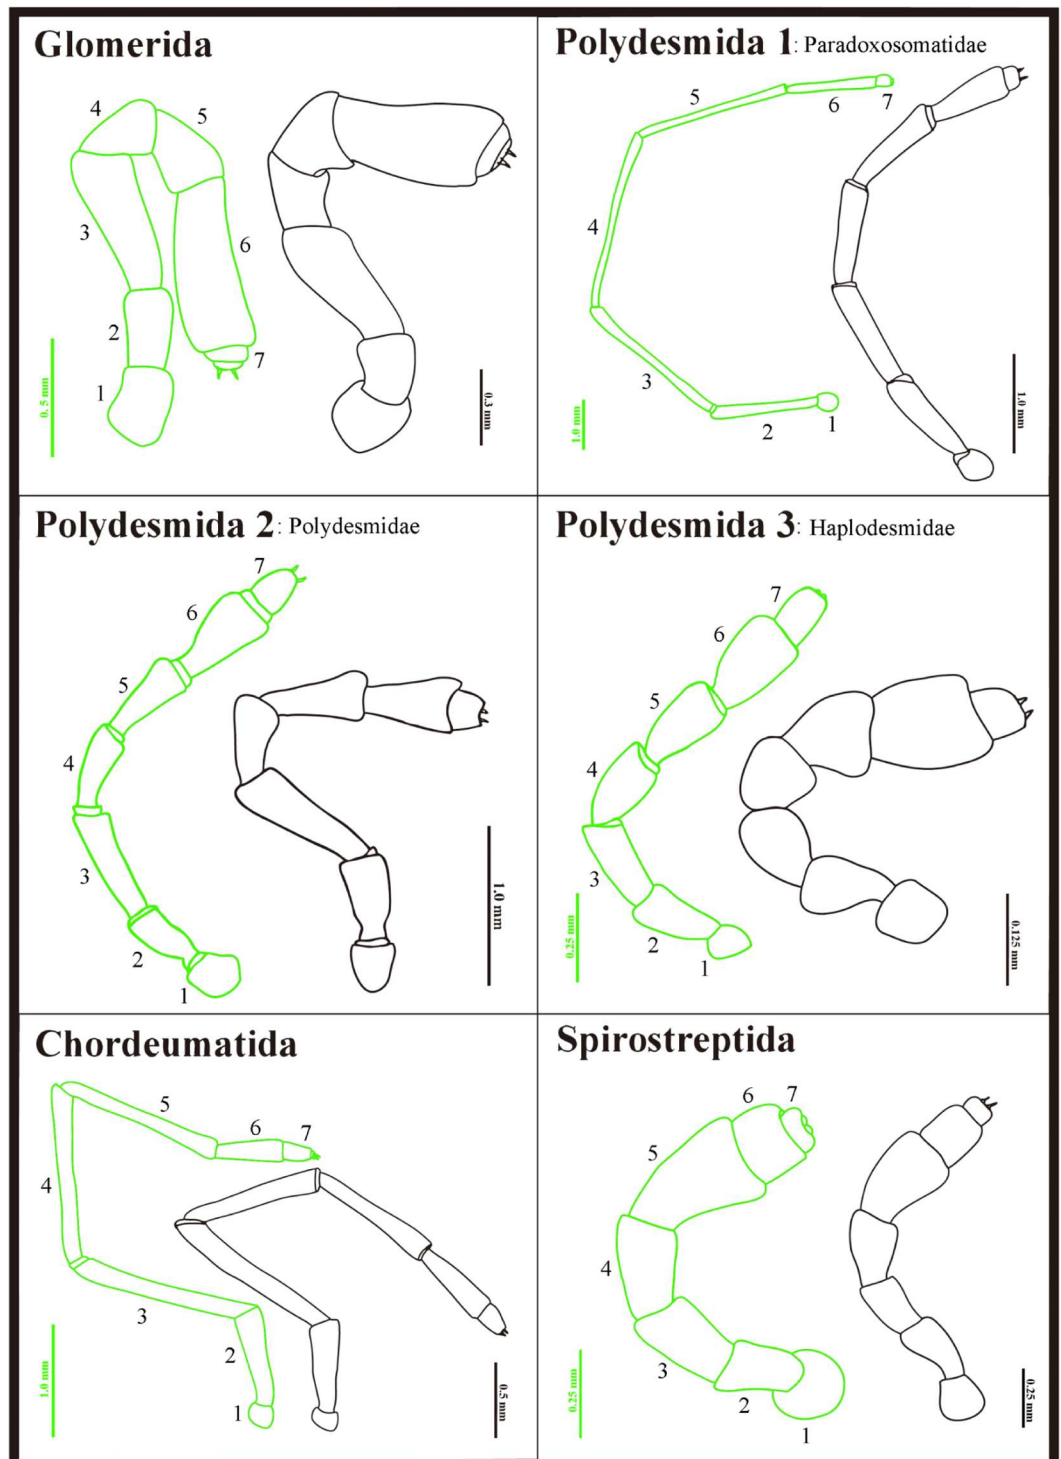 Glomerida
4
5
3
6
2
7
1
0.5 mm
0.3 mm
Polydesmida 1: Paradoxosomatidae
5
6
7
4
3
2
1
1.0 mm
1.0 mm
Polydesmida 2: Polydesmidae
7
6
5
4
3
2
1
1.0 mm
Polydesmida 3: Haplodesmidae
7
6
5
4
3
2
1
0.25 mm
0.125 mm
Chordeumatida
5
6
7
4
3
2
1
1.0 mm
0.5 mm
Spirostreptida
6
7
5
4
3
2
1
0.25 mm
0.25 mm